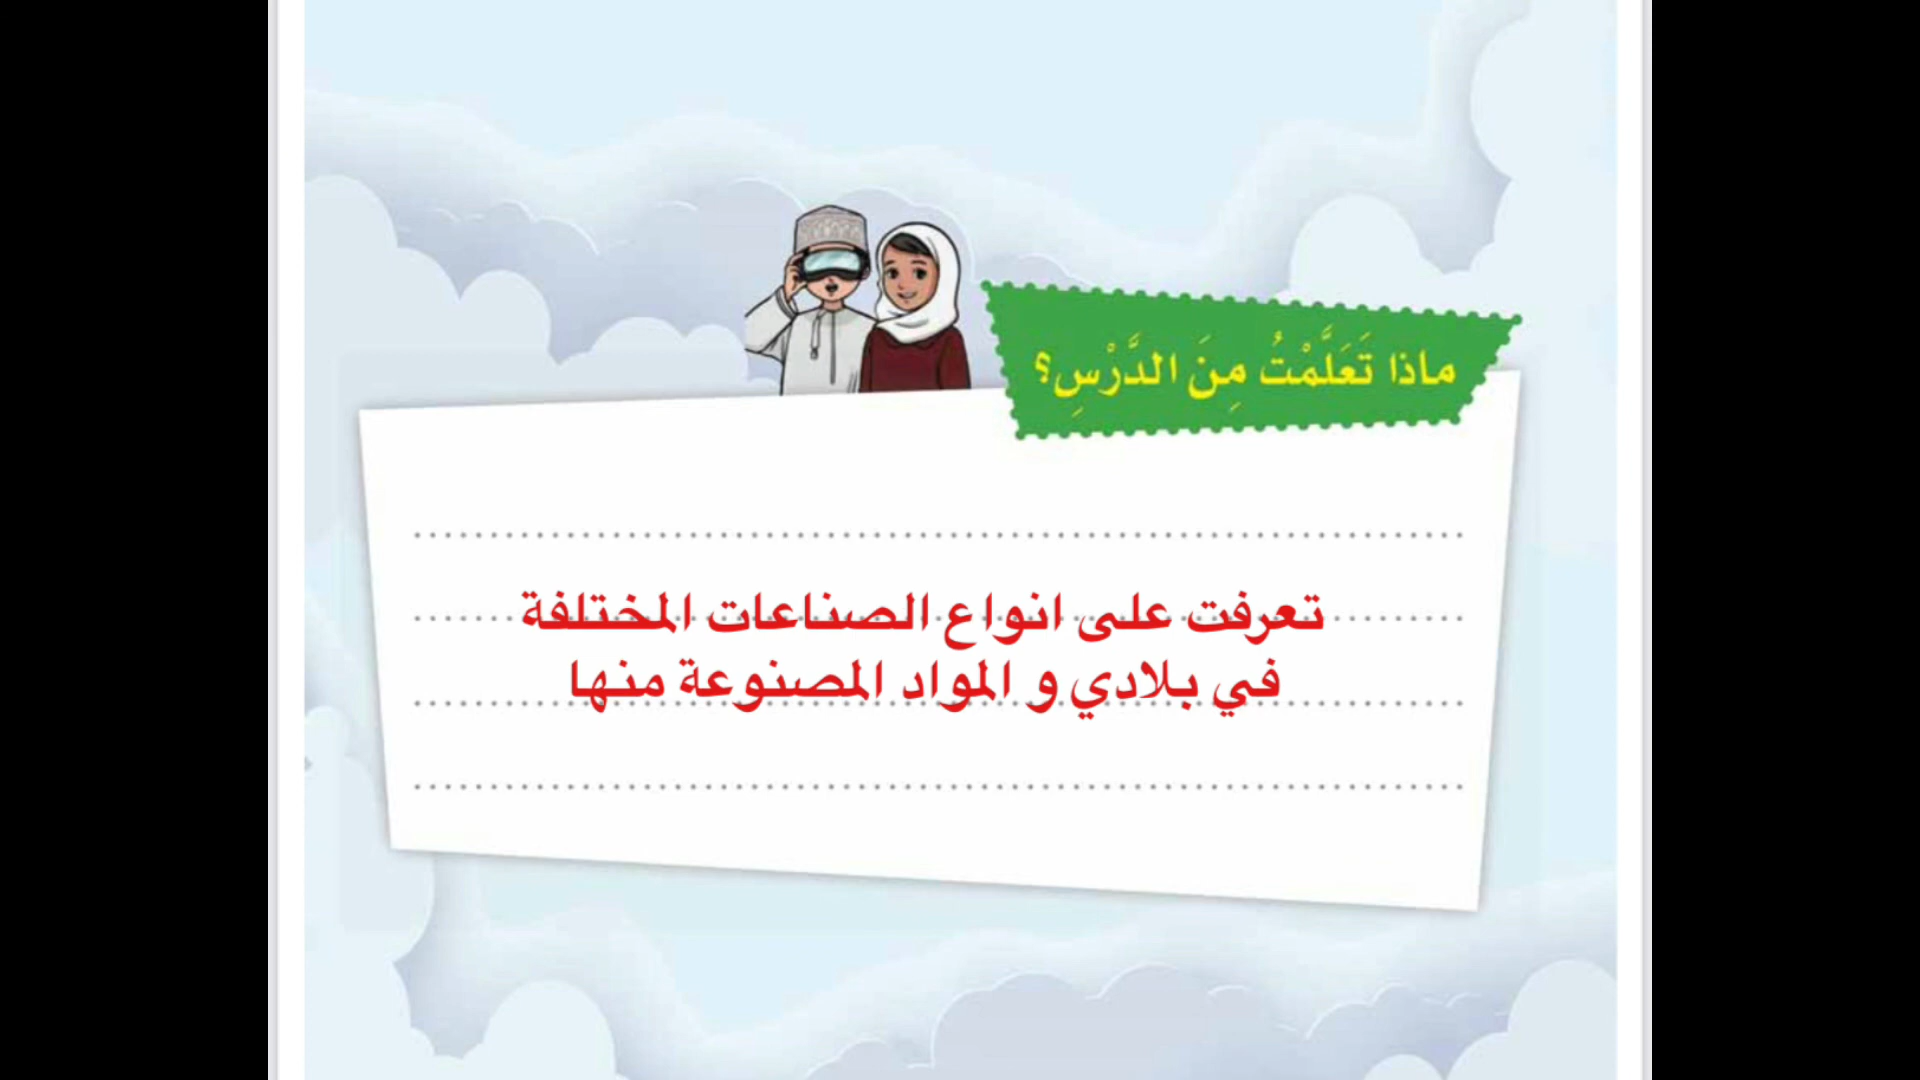 ماذا تَعَلَّمْتُ مِنَ الدَّرْسِ؟
تعرفت على انواع الصناعات المختلفة
في بلادي و المواد المصنوعة منها